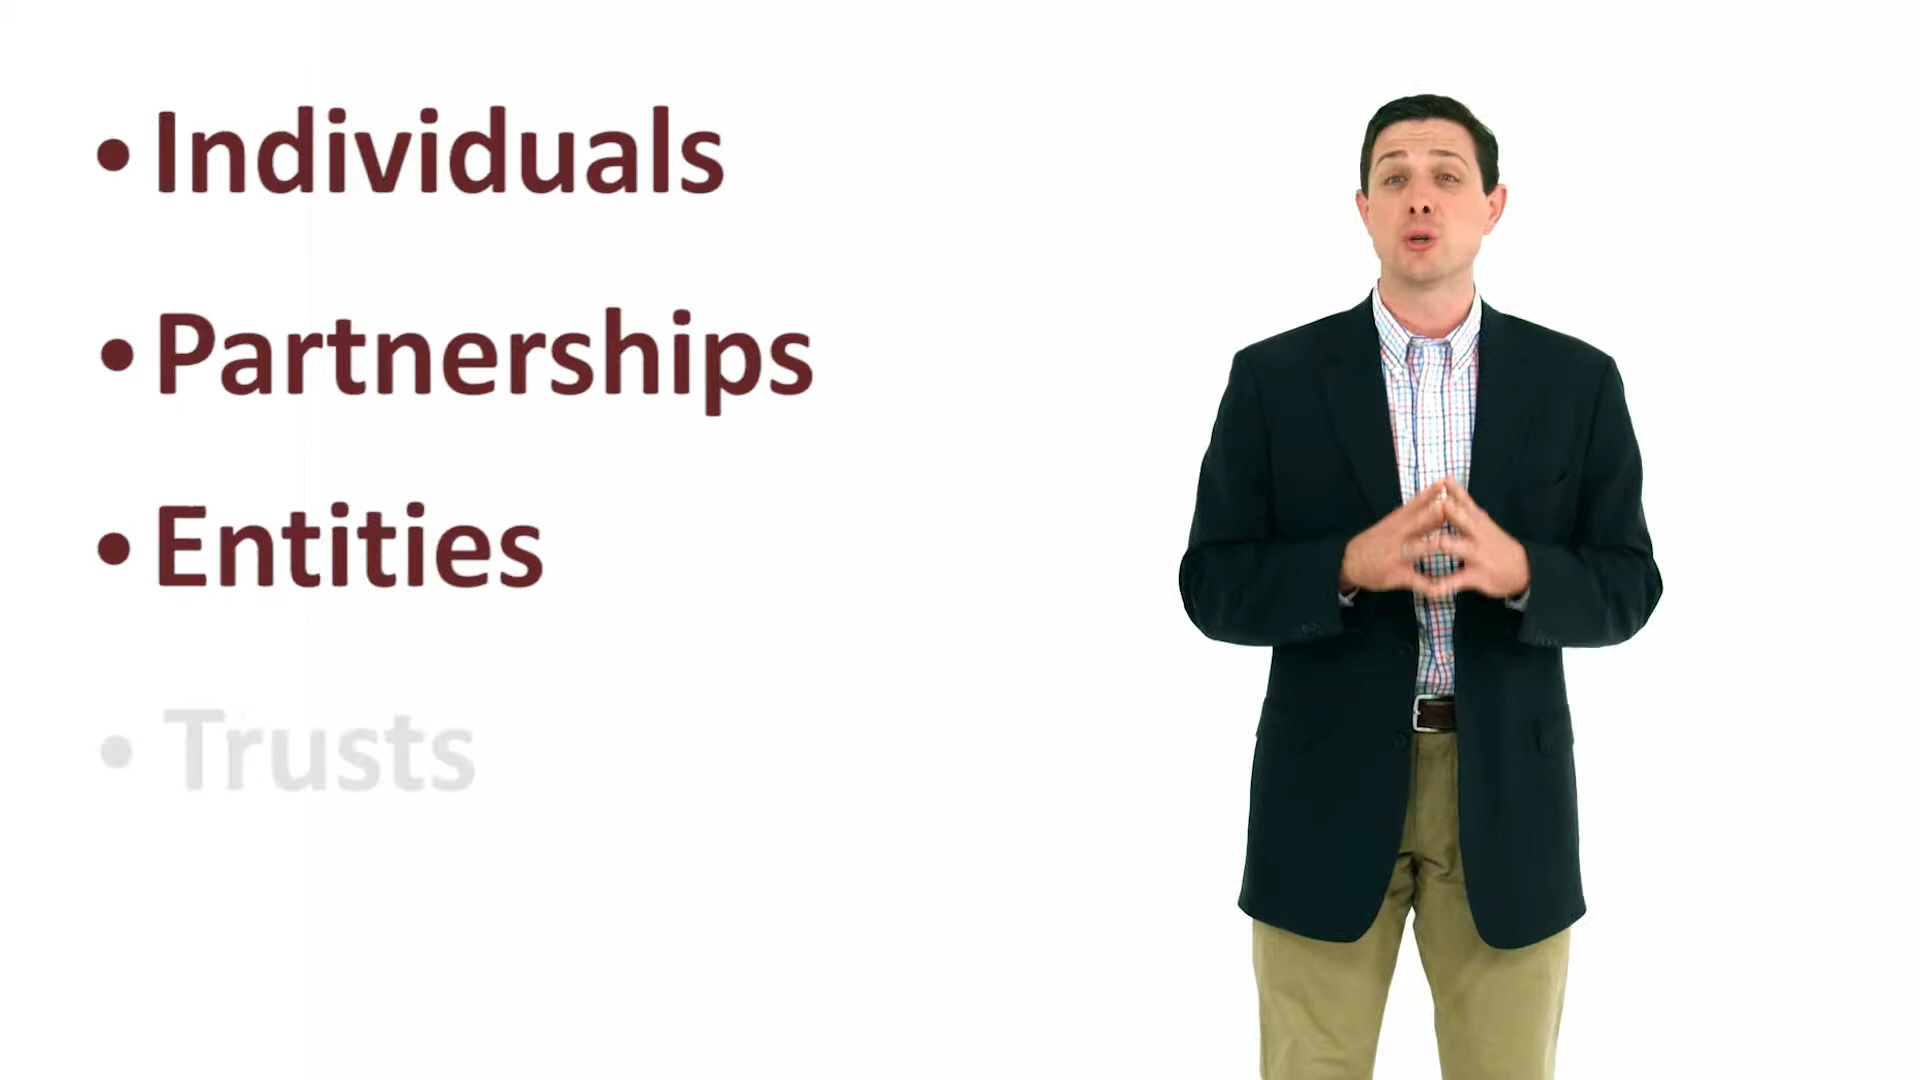 • Individuals
• Partnerships
• Entities
• Trusts